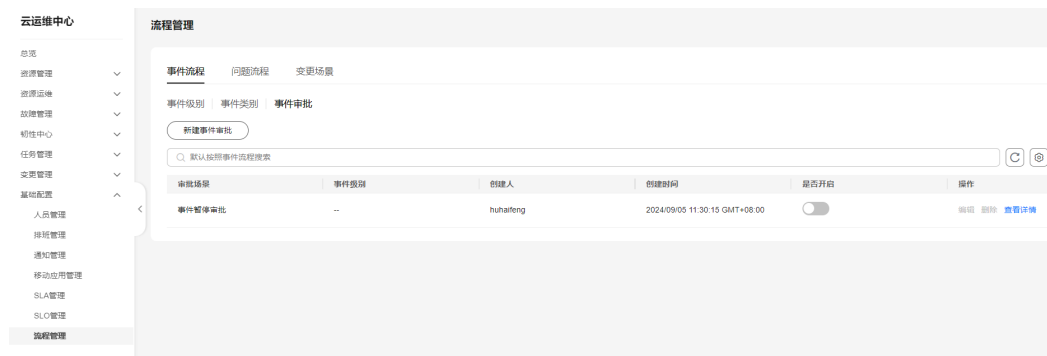 云运维中心
总览
资源管理
资源运维
故障管理
韧性中心
任务管理
变更管理
基础配置
人员管理
排班管理
通知管理
移动应用管理
SLA管理
SLO管理
流程管理
流程管理
事件流程 问题流程 变更场景
事件级别 事件类别 事件审批
新建事件审批
默认按照事件流程搜索
审批场景 事件级别 创建人 创建时间 是否开启 操作
事件暂停审批 -- huhaifeng 2024/09/05 11:30:15 GMT+08:00 编辑 删除 查看详情